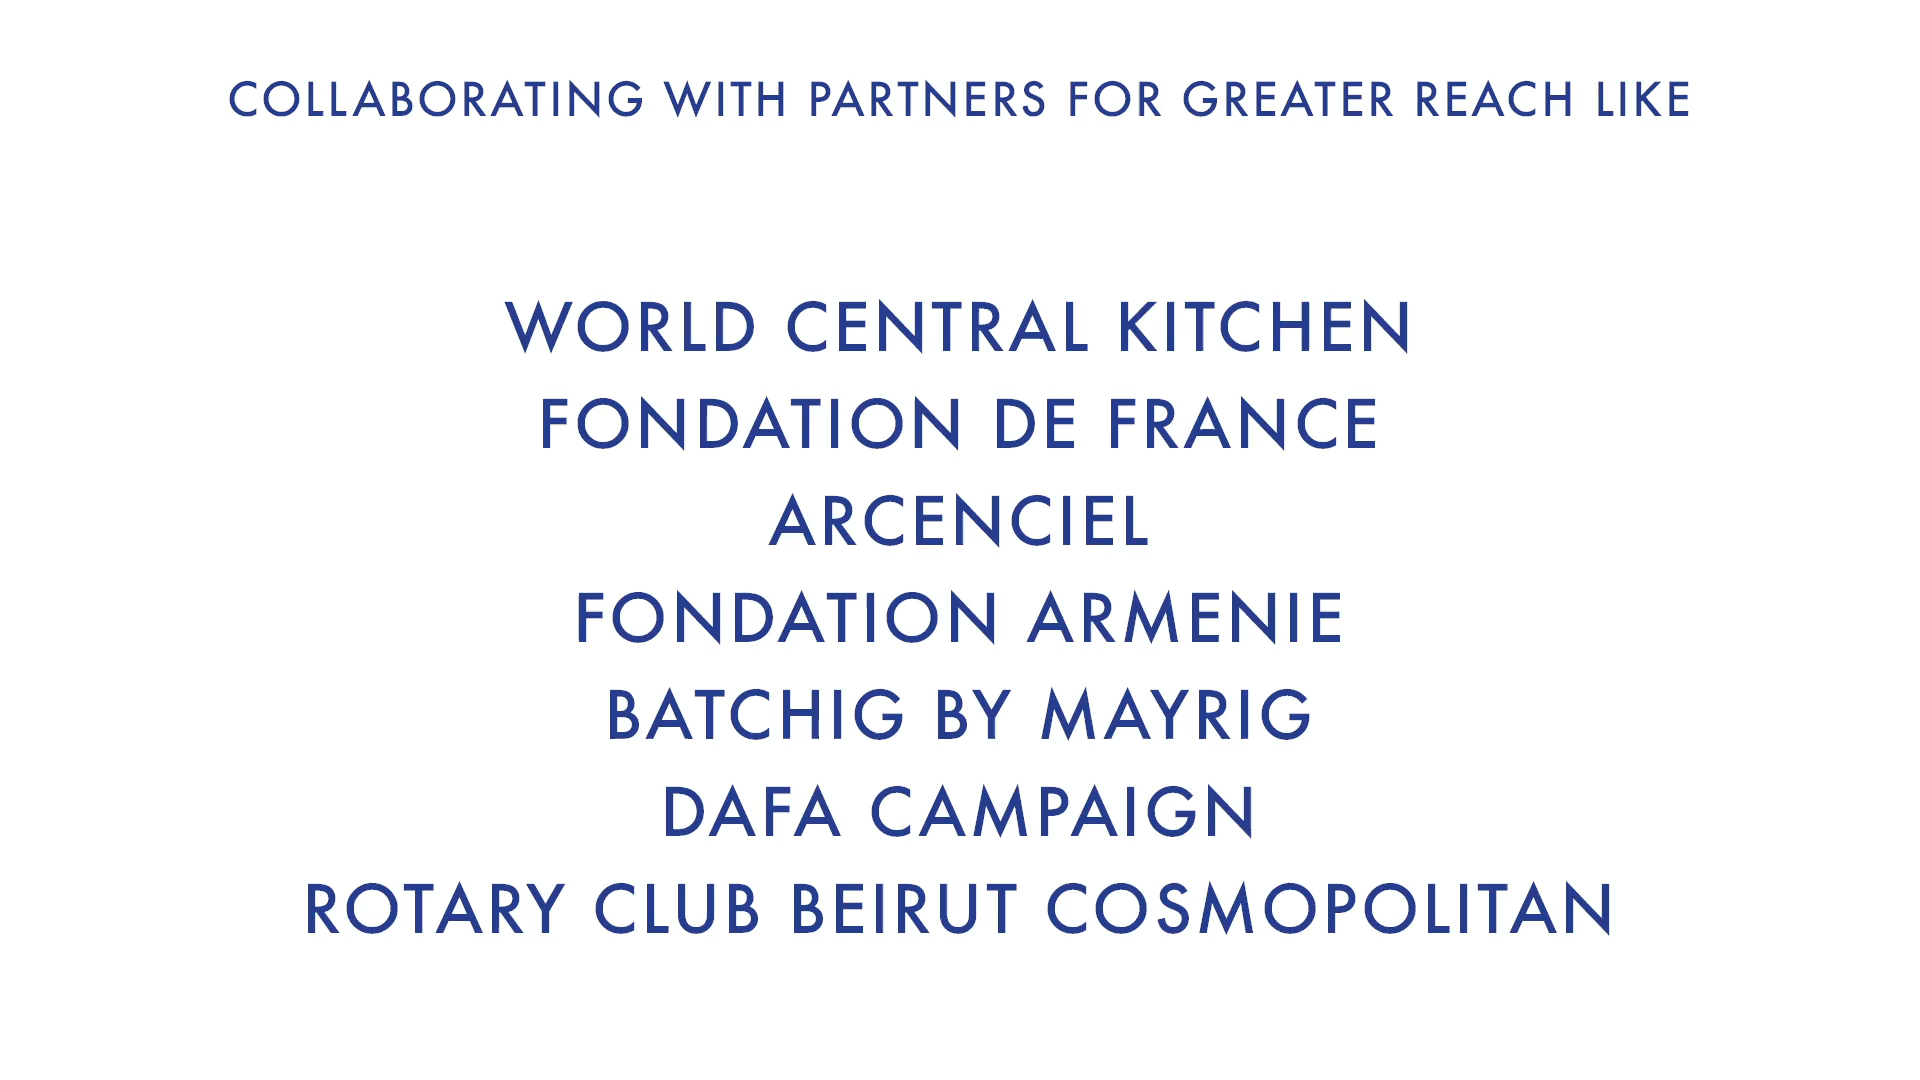 COLLABORATING WITH PARTNERS FOR GREATER REACH LIKE
WORLD CENTRAL KITCHEN
FONDATION DE FRANCE
ARCENCIEL
FONDATION ARMENIE
BATCHIG BY MAYRIG
DAFA CAMPAIGN
ROTARY CLUB BEIRUT COSMOPOLITAN